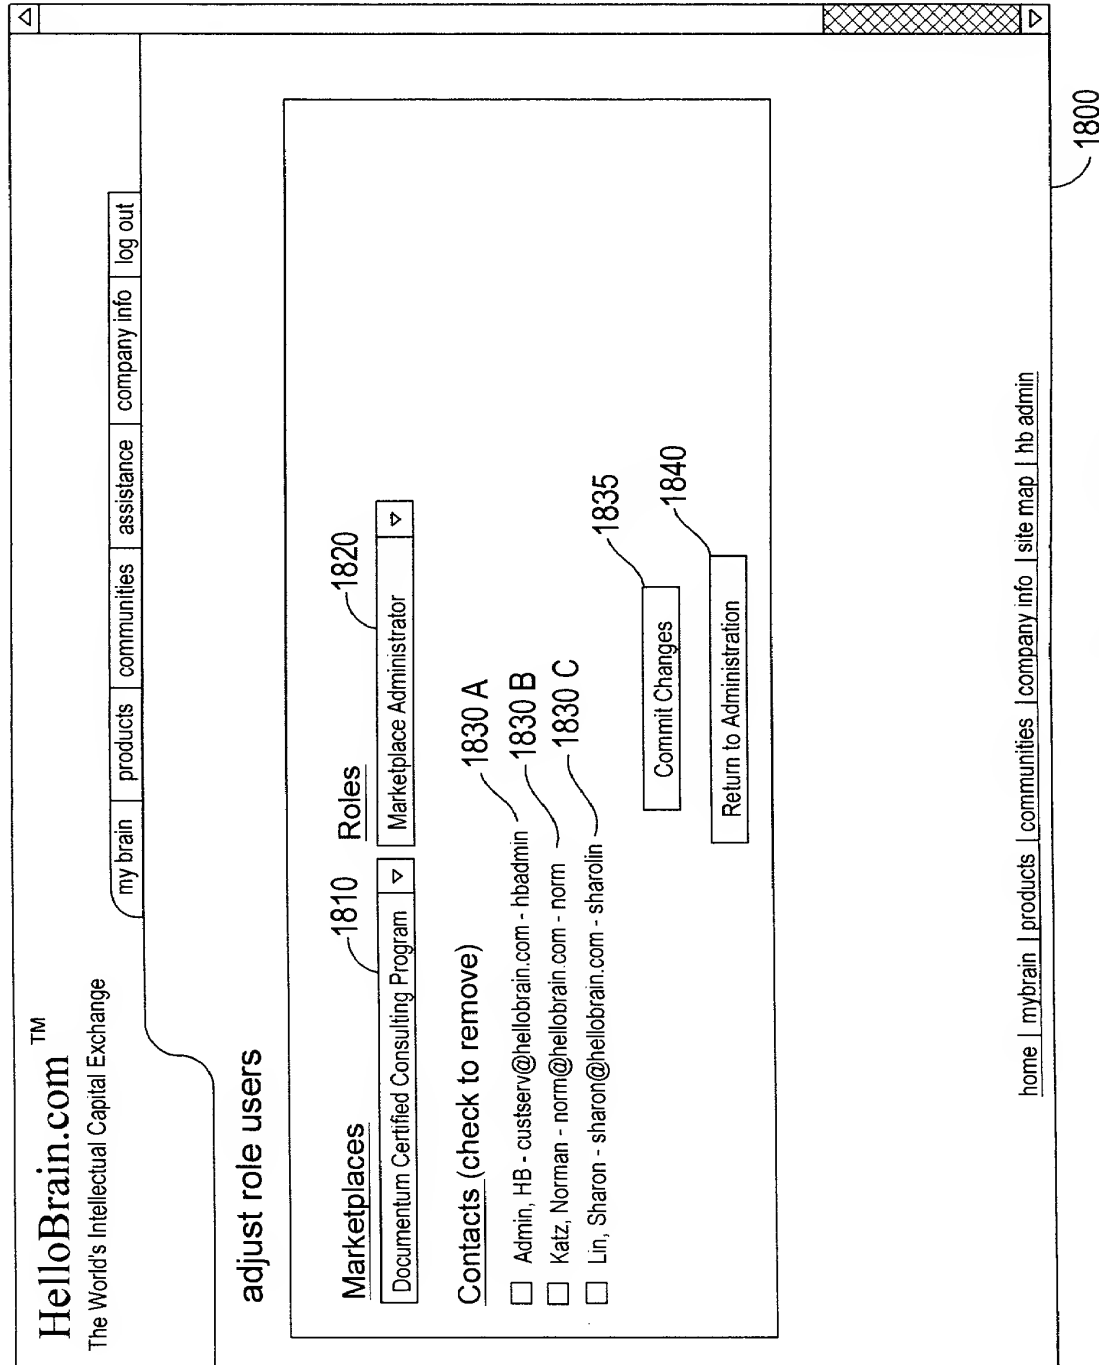 HelloBrain.com™
The World's Intellectual Capital Exchange
my brain | products | communities | assistance | company info | log out
adjust role users
Marketplaces
1810
Roles
1820
Documentum Certified Consulting Program
Marketplace Administrator
Contacts (check to remove)
1830 A
Admin, HB - custserv@hellobrain.com - hbadmin
1830 B
Katz, Norman - norm@hellobrain.com - norm
1830 C
Lin, Sharon - sharon@hellobrain.com - sharolin
1835
Commit Changes
1840
Return to Administration
home | mybrain | products | communities | company info | site map | hb admin
1800